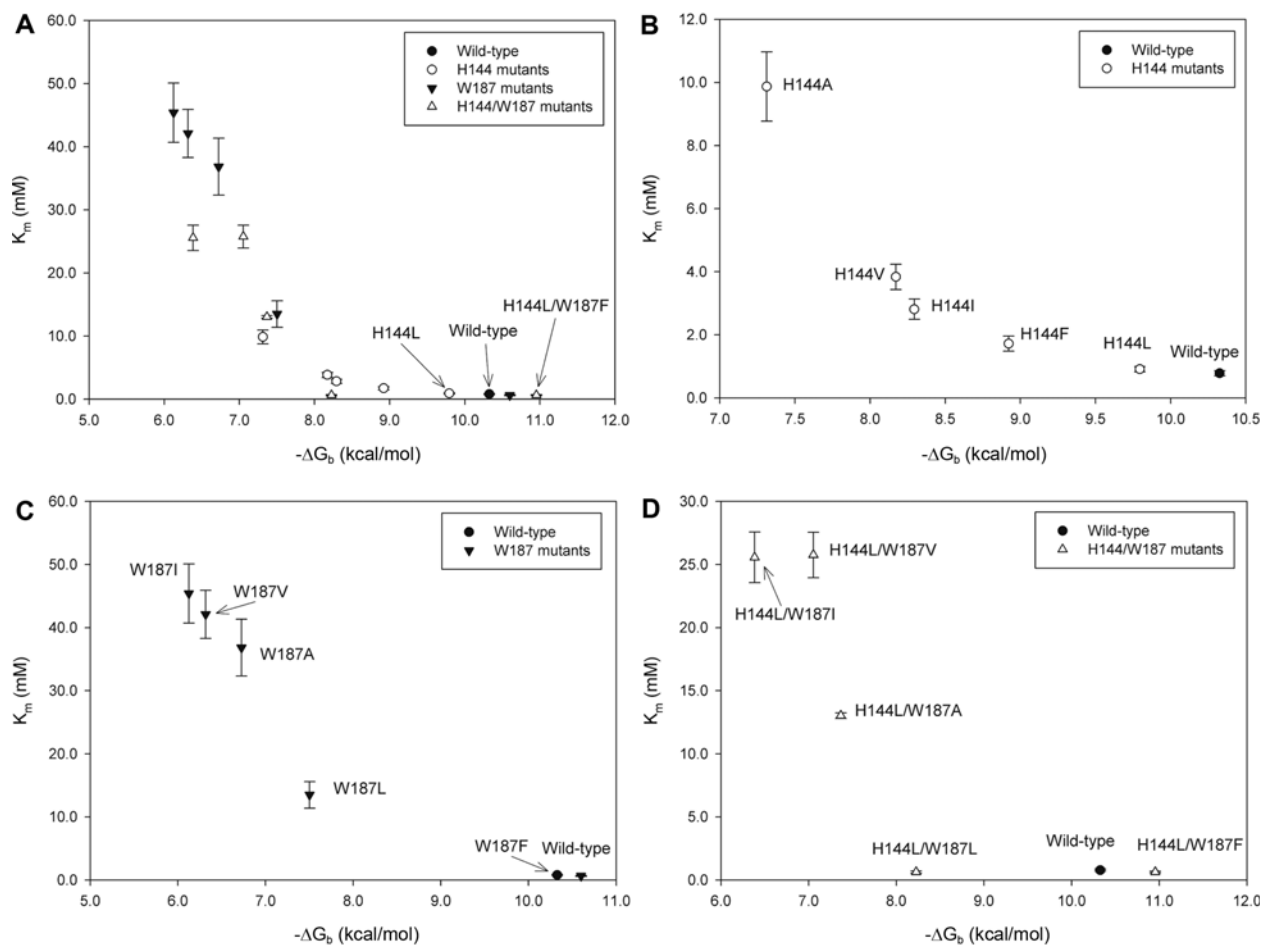 A
60.0
50.0
40.0
30.0
20.0
10.0
0.0
Km (mM)
Wild-type
H144 mutants
W187 mutants
H144/W187 mutants
H144L
Wild-type
H144L/W187F
5.0 6.0 7.0 8.0 9.0 10.0 11.0 12.0
-ΔGb (kcal/mol)
B
12.0
10.0
8.0
6.0
4.0
2.0
0.0
Km (mM)
Wild-type
H144 mutants
H144A
H144V
H144I
H144F
H144L
Wild-type
7.0 7.5 8.0 8.5 9.0 9.5 10.0 10.5
-ΔGb (kcal/mol)
C
60.0
50.0
40.0
30.0
20.0
10.0
0.0
Km (mM)
Wild-type
W187 mutants
W187I
W187V
W187A
W187L
W187F Wild-type
5.0 6.0 7.0 8.0 9.0 10.0 11.0
-ΔGb (kcal/mol)
D
30.0
25.0
20.0
15.0
10.0
5.0
0.0
Km (mM)
Wild-type
H144/W187 mutants
H144L/W187V
H144L/W187I
H144L/W187A
H144L/W187L
Wild-type
H144L/W187F
5.0 6.0 7.0 8.0 9.0 10.0 11.0 12.0
-ΔGb (kcal/mol)